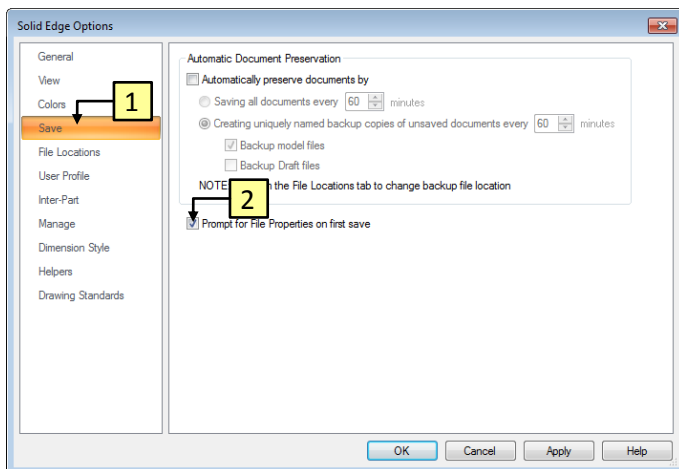 Solid Edge Options
General
View
Colors
Save
File Locations
User Profile
Inter-Part
Manage
Dimension Style
Helpers
Drawing Standards
1
Automatic Document Preservation
Automatically preserve documents by
Saving all documents every 60 minutes
Creating uniquely named backup copies of unsaved documents every 60 minutes
Backup model files
Backup Draft files
NOTE the File Locations tab to change backup file location
2
Prompt for File Properties on first save
OK Cancel Apply Help